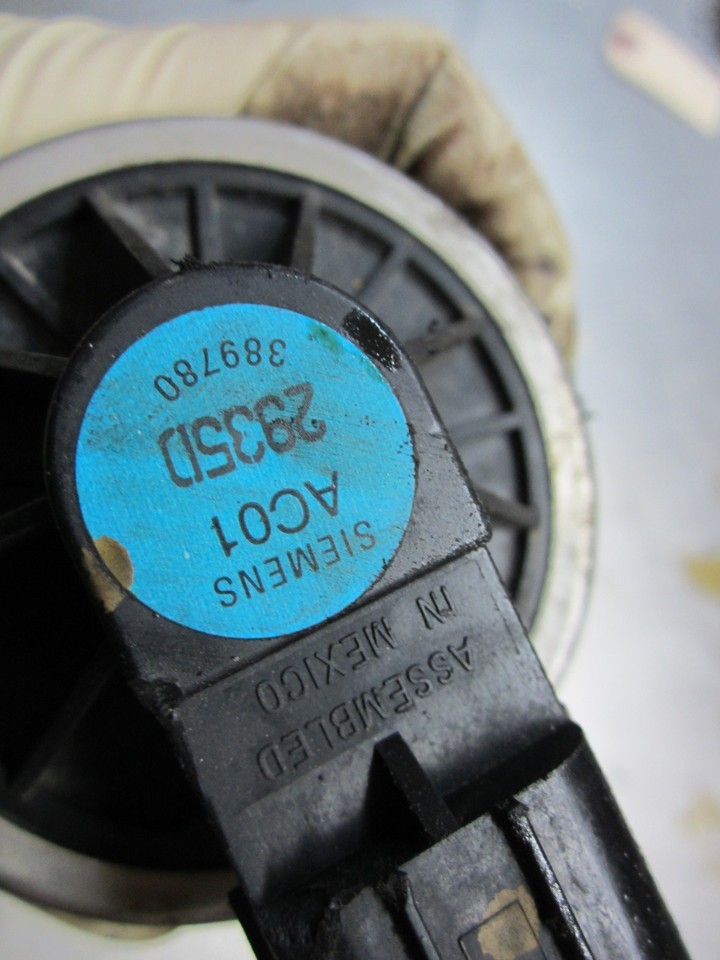 ASSEMBLED
IN MEXICO
SIEMENS
AC01
2935D
389780